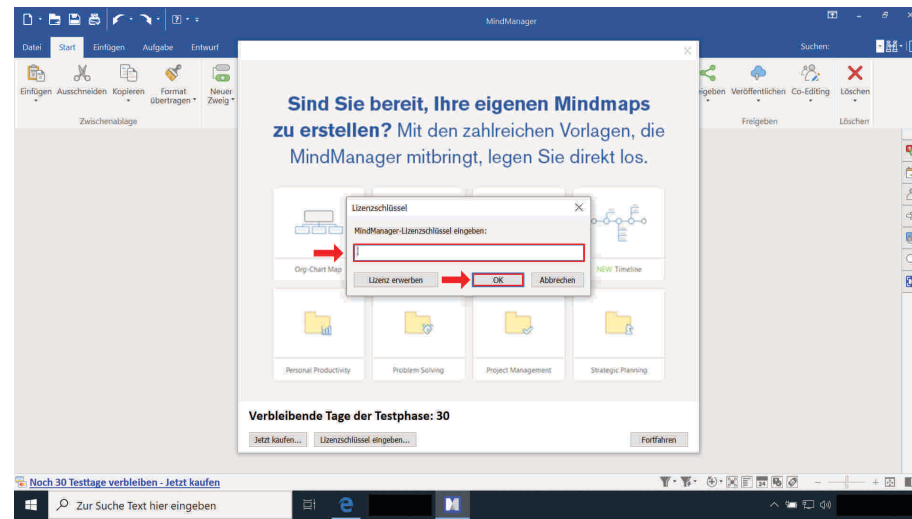 MindManager
Datei Start Einfügen Aufgabe Entwurf Suchen:
Einfügen Ausschneiden Kopieren Format übertragen Neuer Zweig
Veröffentlichen Co-Editing Löschen
Zwischenablage Freigeben Löschen
Sind Sie bereit, Ihre eigenen Mindmaps
zu erstellen? Mit den zahlreichen Vorlagen, die
MindManager mitbringt, legen Sie direkt los.
Lizenzschlüssel
MindManager-Lizenzschlüssel eingeben:
Lizenz erwerben OK Abbrechen
Org-Chart Map NEW Timeline
Personal Productivity Problem Solving Project Management Strategic Planning
Verbleibende Tage der Testphase: 30
Jetzt kaufen... Lizenzschlüssel eingeben... Fortfahren
Noch 30 Testtage verbleiben - Jetzt kaufen
Zur Suche Text hier eingeben